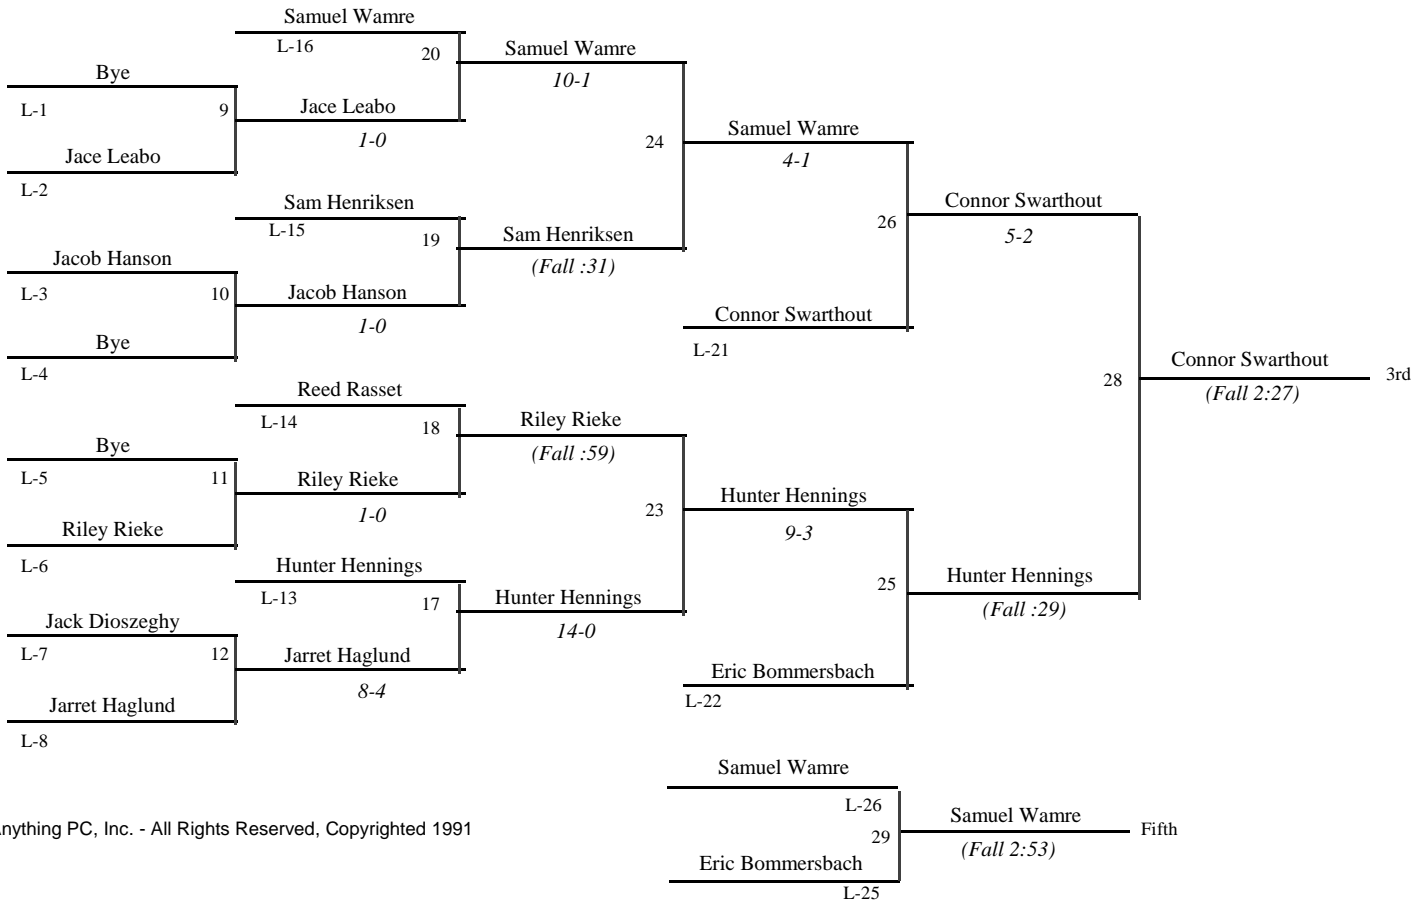 Samuel Wamre
L-16
20
Samuel Wamre
10-1
Bye
L-1
9
Jace Leabo
1-0
Jace Leabo
L-2
24
Samuel Wamre
4-1
Sam Henriksen
L-15
19
Sam Henriksen
(Fall :31)
26
Connor Swarthout
5-2
Jacob Hanson
L-3
10
Jacob Hanson
1-0
Connor Swarthout
L-21
Bye
L-4
28
Connor Swarthout
(Fall 2:27)
3rd
Reed Rasset
L-14
18
Riley Rieke
(Fall :59)
Bye
L-5
11
Riley Rieke
1-0
Riley Rieke
L-6
23
Hunter Hennings
9-3
Hunter Hennings
L-13
17
Hunter Hennings
14-0
25
Hunter Hennings
(Fall :29)
Jack Dioszeghy
L-7
12
Jarret Haglund
8-4
Eric Bommersbach
L-22
Jarret Haglund
L-8
Samuel Wamre
L-26
29
Samuel Wamre
(Fall 2:53)
Fifth
Eric Bommersbach
L-25
nything PC, Inc. - All Rights Reserved, Copyrighted 1991